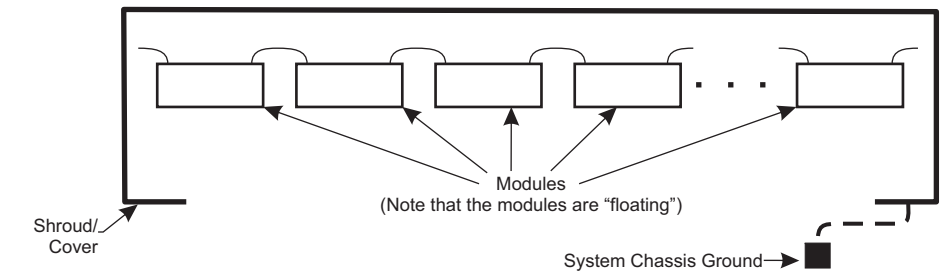 Modules
(Note that the modules are “floating”)
Shroud/
Cover
System Chassis Ground